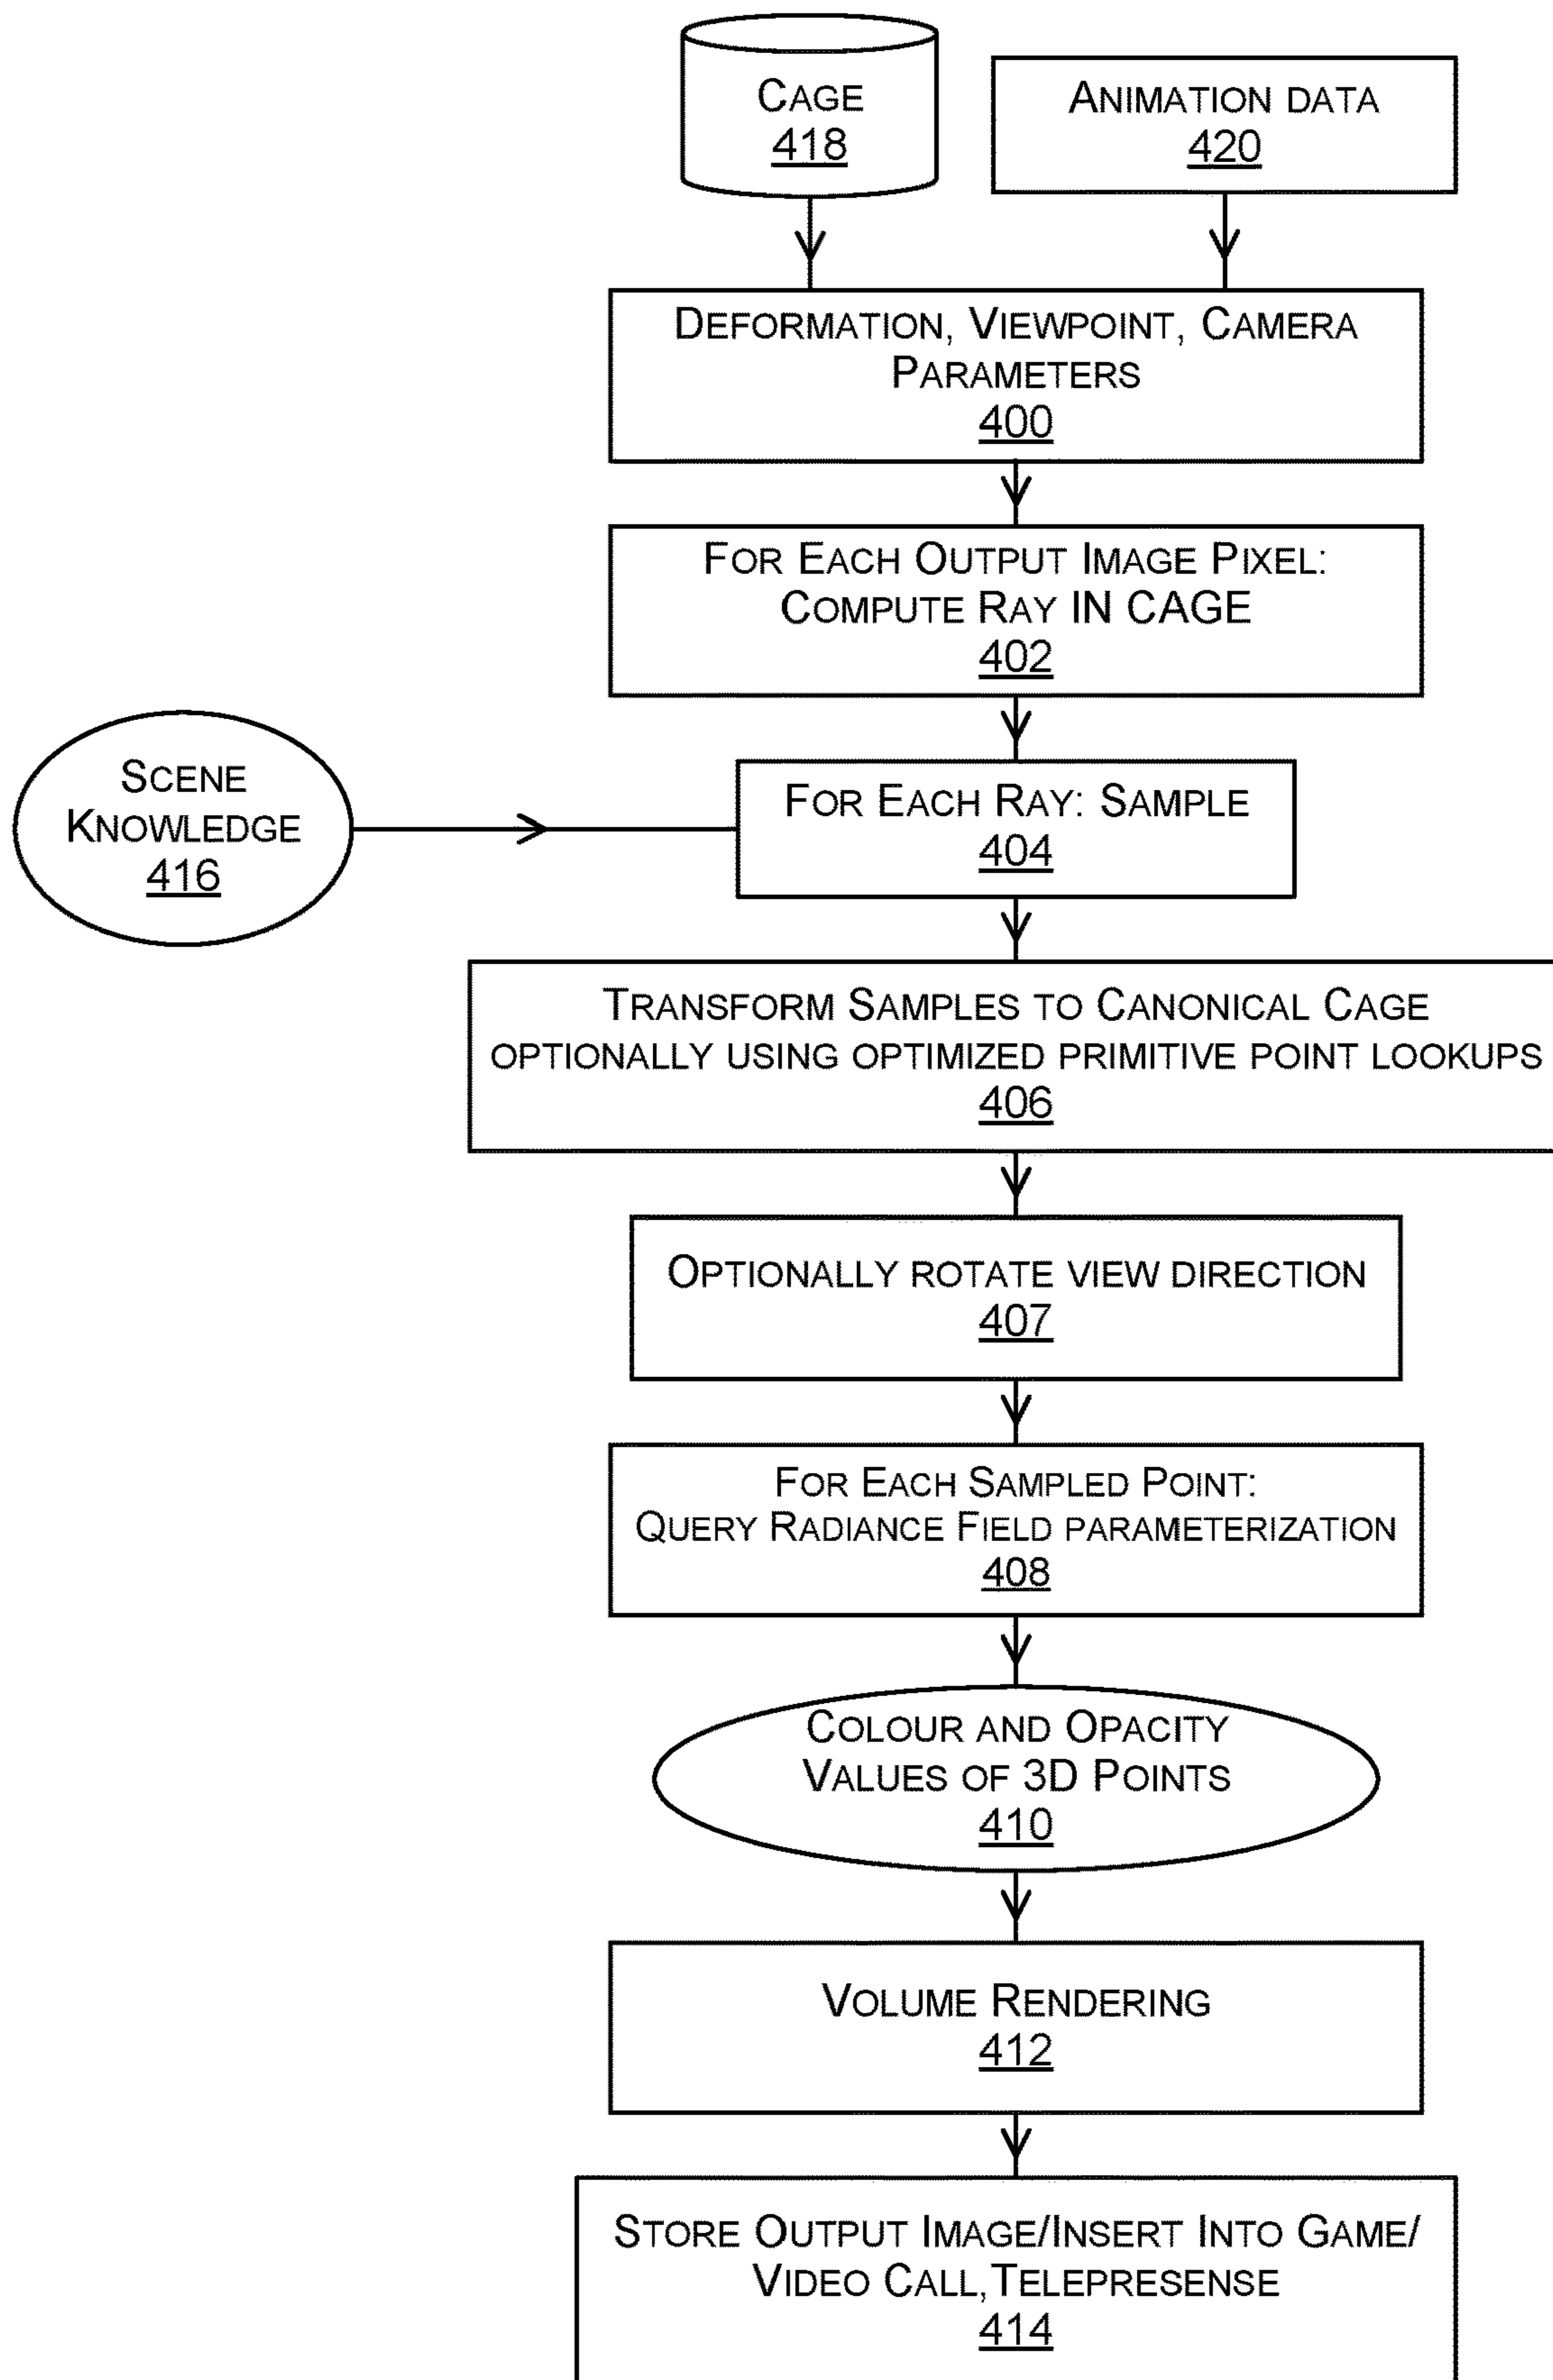 CAGE
418
ANIMATION DATA
420
DEFORMATION, VIEWPOINT, CAMERA
PARAMETERS
400
FOR EACH OUTPUT IMAGE PIXEL:
COMPUTE RAY IN CAGE
402
SCENE
KNOWLEDGE
416
FOR EACH RAY: SAMPLE
404
TRANSFORM SAMPLES TO CANONICAL CAGE
OPTIONALLY USING OPTIMIZED PRIMITIVE POINT LOOKUPS
406
OPTIONALLY ROTATE VIEW DIRECTION
407
FOR EACH SAMPLED POINT:
QUERY RADIANCE FIELD PARAMETERIZATION
408
COLOUR AND OPACITY
VALUES OF 3D POINTS
410
VOLUME RENDERING
412
STORE OUTPUT IMAGE/INSERT INTO GAME/
VIDEO CALL,TELEPRESENSE
414